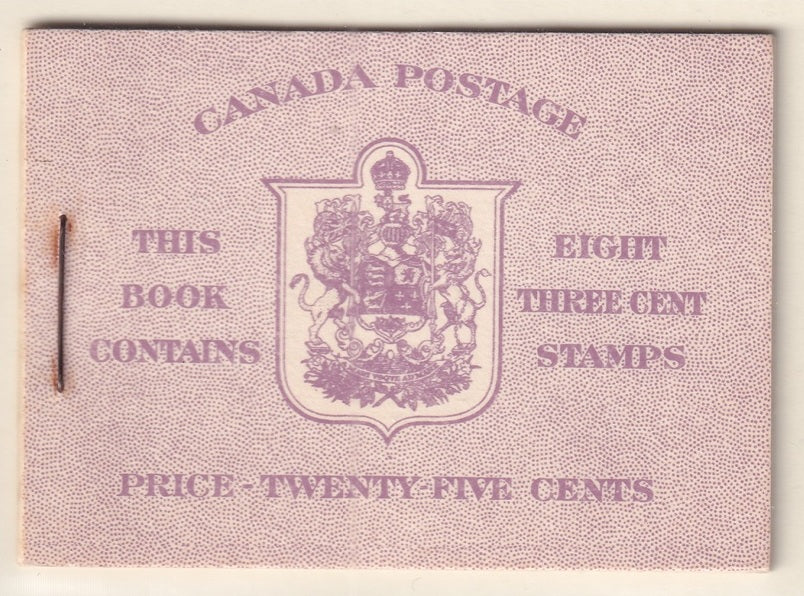 CANADA POSTAGE
THIS
BOOK
CONTAINS
EIGHT
THREE CENT
STAMPS
PRICE - TWENTY-FIVE CENTS